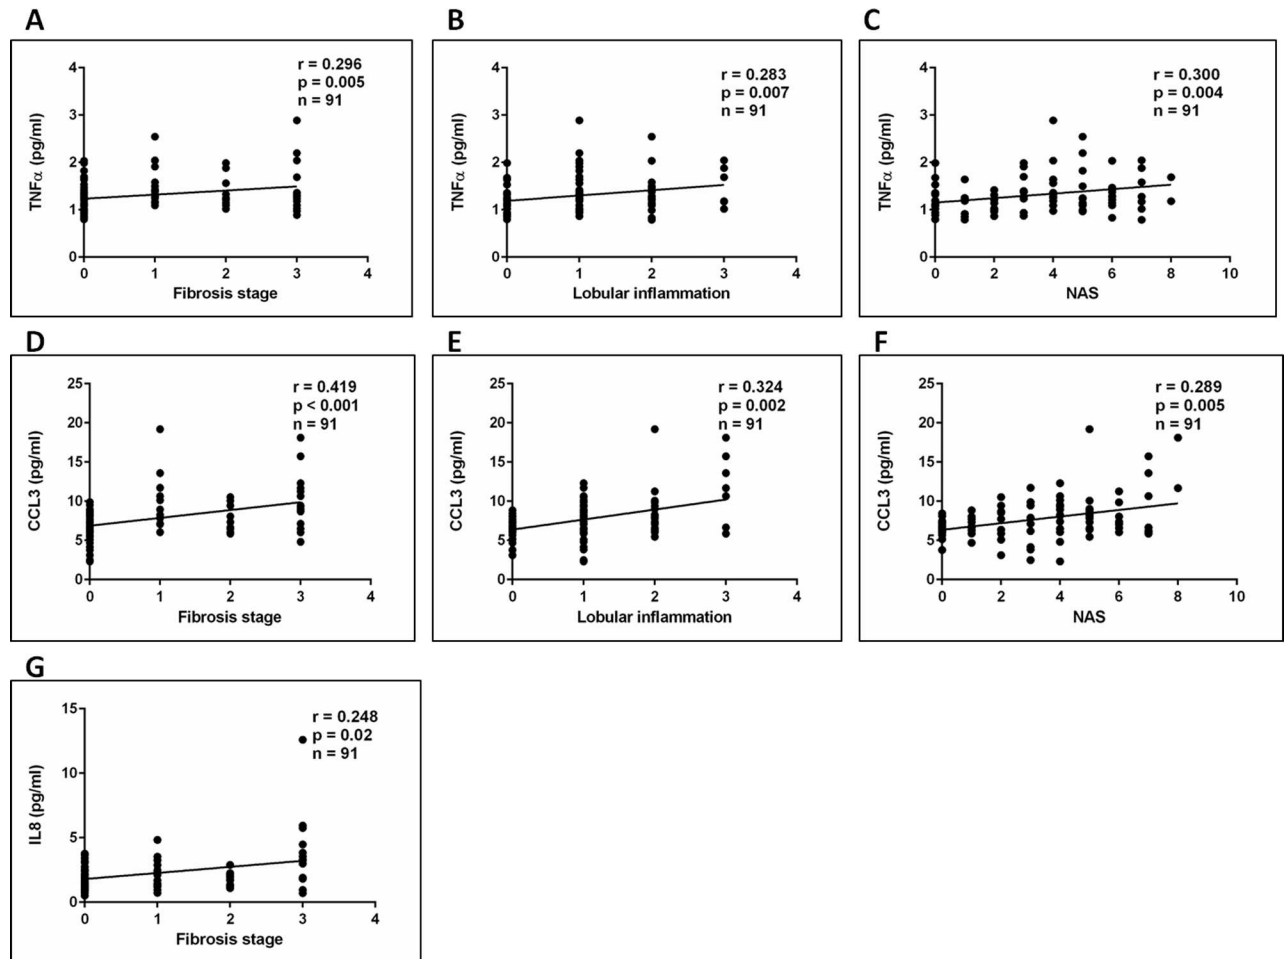 A
r = 0.296
p = 0.005
n = 91
4
3
2
1
0
TNFα (pg/ml)
0 1 2 3 4
Fibrosis stage
B
r = 0.283
p = 0.007
n = 91
4
3
2
1
0
TNFα (pg/ml)
0 1 2 3 4
Lobular inflammation
C
r = 0.300
p = 0.004
n = 91
4
3
2
1
0
TNFα (pg/ml)
0 2 4 6 8 10
NAS
D
r = 0.419
p < 0.001
n = 91
25
20
15
10
5
0
CCL3 (pg/ml)
0 1 2 3 4
Fibrosis stage
E
r = 0.324
p = 0.002
n = 91
25
20
15
10
5
0
CCL3 (pg/ml)
0 1 2 3 4
Lobular inflammation
F
r = 0.289
p = 0.005
n = 91
25
20
15
10
5
0
CCL3 (pg/ml)
0 2 4 6 8 10
NAS
G
r = 0.248
p = 0.02
n = 91
15
10
5
0
IL8 (pg/ml)
0 1 2 3 4
Fibrosis stage